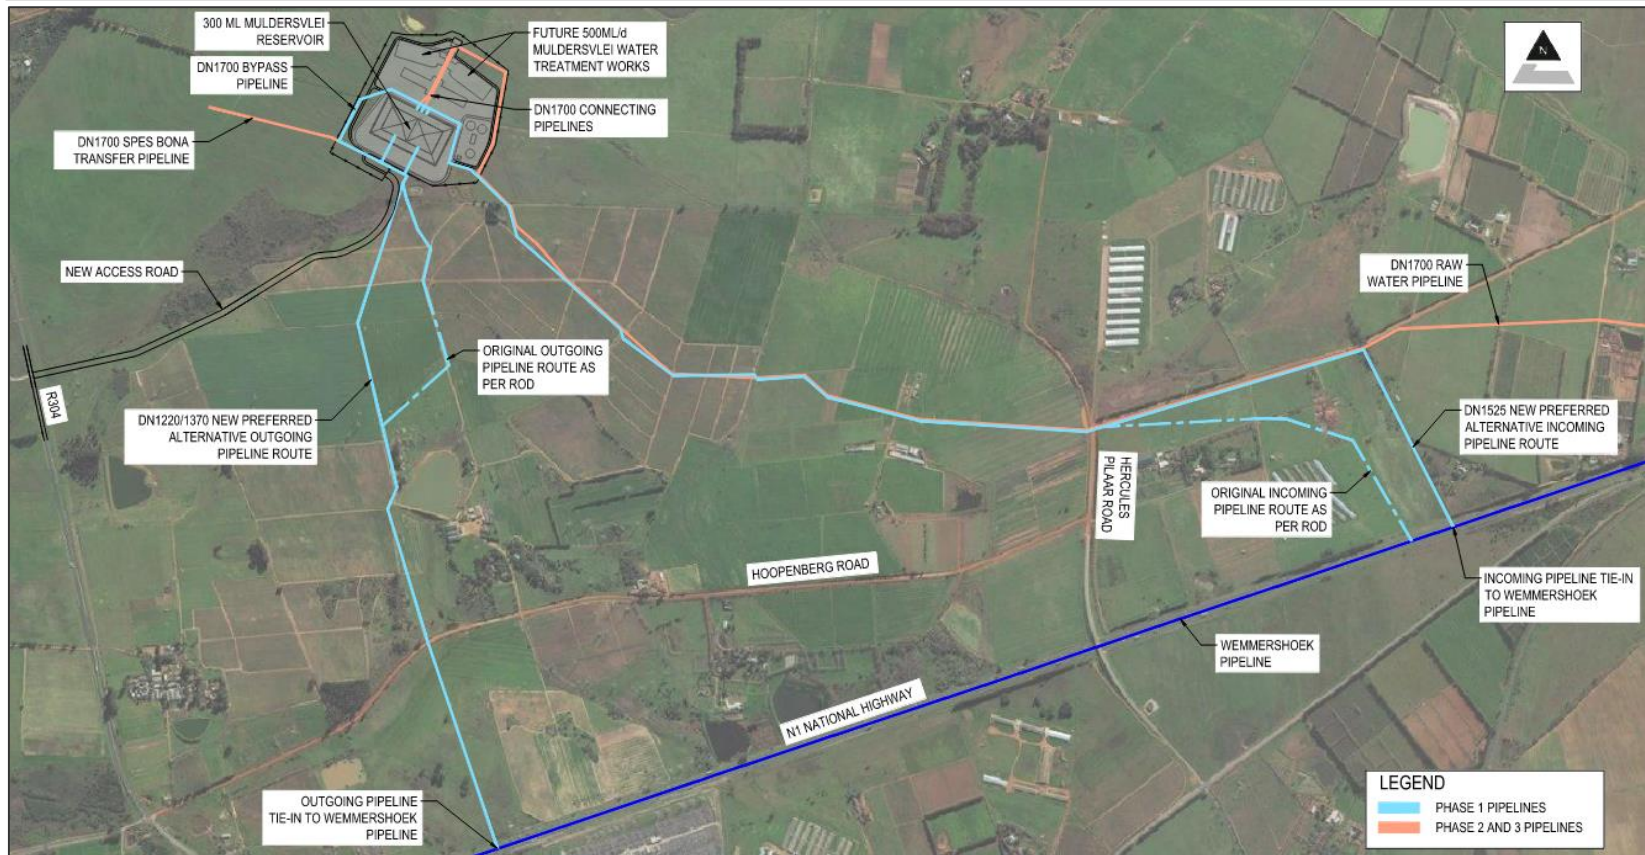 300 ML MULDERSVLEI
RESERVOIR
FUTURE 500ML/d
MULDERSVLEI WATER
TREATMENT WORKS
N
DN1700 BYPASS
PIPELINE
DN1700 CONNECTING
PIPELINES
DN1700 SPES BONA
TRANSFER PIPELINE
NEW ACCESS ROAD
DN1700 RAW
WATER PIPELINE
ORIGINAL OUTGOING
PIPELINE ROUTE AS
PER ROD
R304
DN1220/1370 NEW PREFERRED
ALTERNATIVE OUTGOING
PIPELINE ROUTE
DN1525 NEW PREFERRED
ALTERNATIVE INCOMING
PIPELINE ROUTE
HERCULES
PILAAR ROAD
ORIGINAL INCOMING
PIPELINE ROUTE AS
PER ROD
HOOPENBERG ROAD
INCOMING PIPELINE TIE-IN
TO WEMMERSHOEK
PIPELINE
WEMMERSHOEK
PIPELINE
N1 NATIONAL HIGHWAY
OUTGOING PIPELINE
TIE-IN TO WEMMERSHOEK
PIPELINE
LEGEND
PHASE 1 PIPELINES
PHASE 2 AND 3 PIPELINES